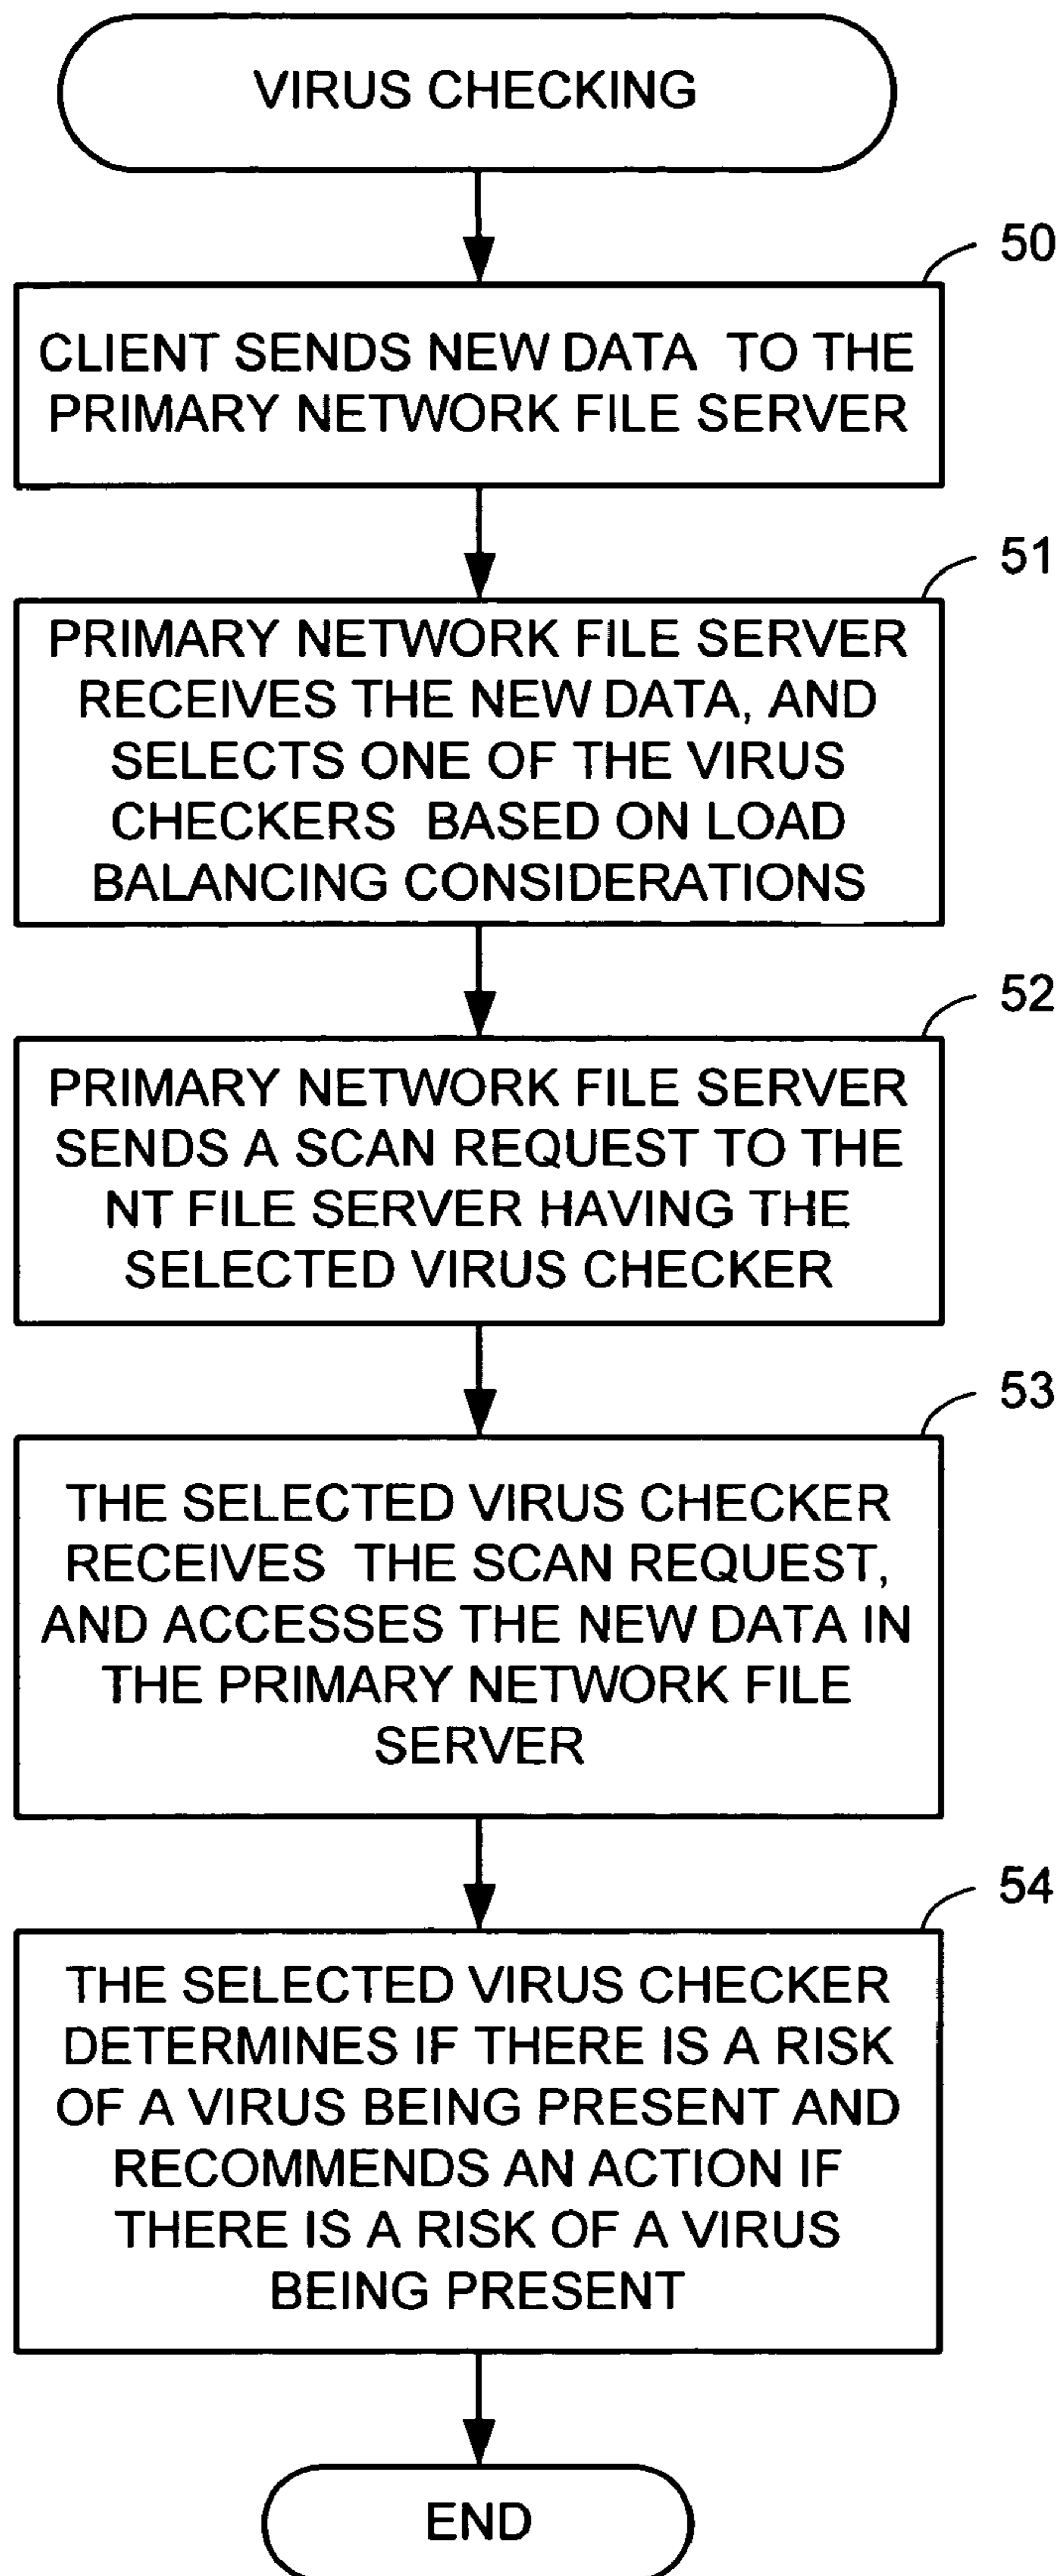 VIRUS CHECKING
50
CLIENT SENDS NEW DATA TO THE
PRIMARY NETWORK FILE SERVER
51
PRIMARY NETWORK FILE SERVER
RECEIVES THE NEW DATA, AND
SELECTS ONE OF THE VIRUS
CHECKERS BASED ON LOAD
BALANCING CONSIDERATIONS
52
PRIMARY NETWORK FILE SERVER
SENDS A SCAN REQUEST TO THE
NT FILE SERVER HAVING THE
SELECTED VIRUS CHECKER
53
THE SELECTED VIRUS CHECKER
RECEIVES THE SCAN REQUEST,
AND ACCESSES THE NEW DATA IN
THE PRIMARY NETWORK FILE
SERVER
54
THE SELECTED VIRUS CHECKER
DETERMINES IF THERE IS A RISK
OF A VIRUS BEING PRESENT AND
RECOMMENDS AN ACTION IF
THERE IS A RISK OF A VIRUS
BEING PRESENT
END